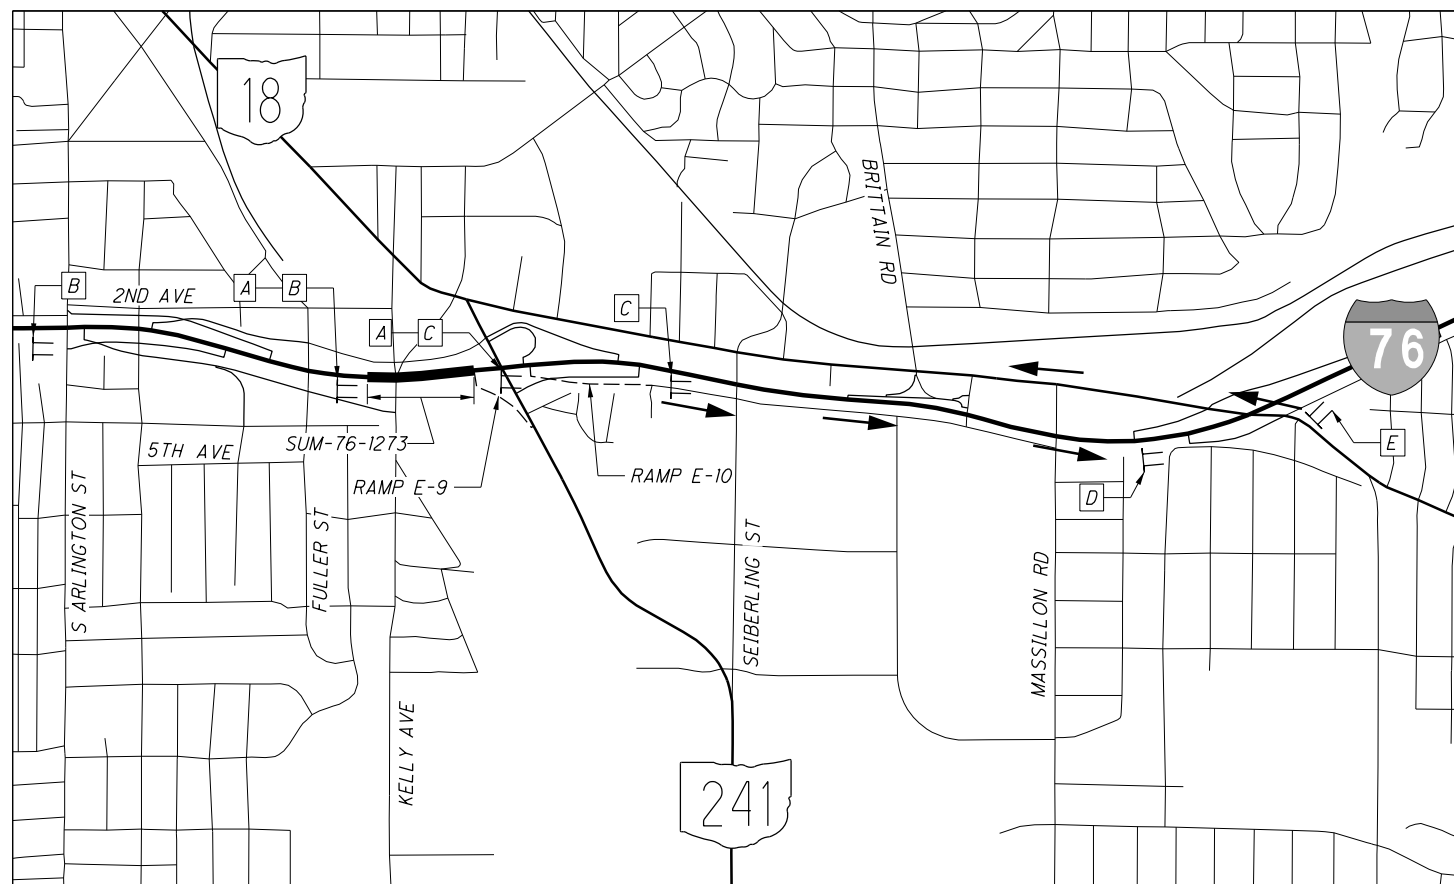 18
BRITTAIN RD
B
2ND AVE
A
B
C
A
C
76
SUM-76-1273
5TH AVE
RAMP E-9
RAMP E-10
E
D
S ARLINGTON ST
FULLER ST
SEIBERLING ST
MASSILLON RD
KELLY AVE
241